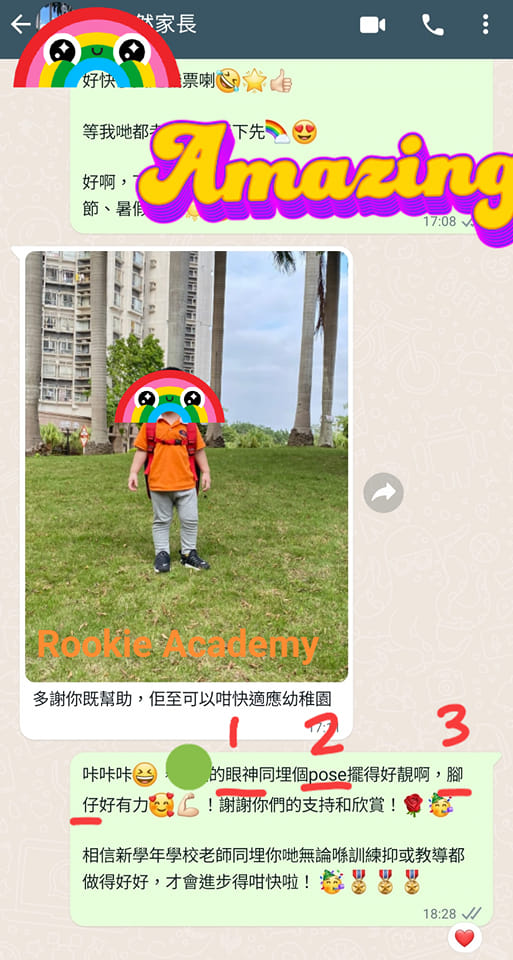 然家長
好快 票喇🤣🌟👍🏻
等我哋都 下先🌈😍
Amazing
好啊，
節、暑假
17:08
Rookie Academy
多謝你既幫助，佢至可以咁快適應幼稚園
1 2 3
咔咔咔😆 的眼神同埋個pose擺得好靚啊，腳
仔好有力🥰💪🏻！謝謝你們的支持和欣賞！🌹🥳
相信新學年學校老師同埋你哋無論喺訓練抑或教導都
做得好好，才會進步得咁快啦！🥳🎖🎖🎖
18:28